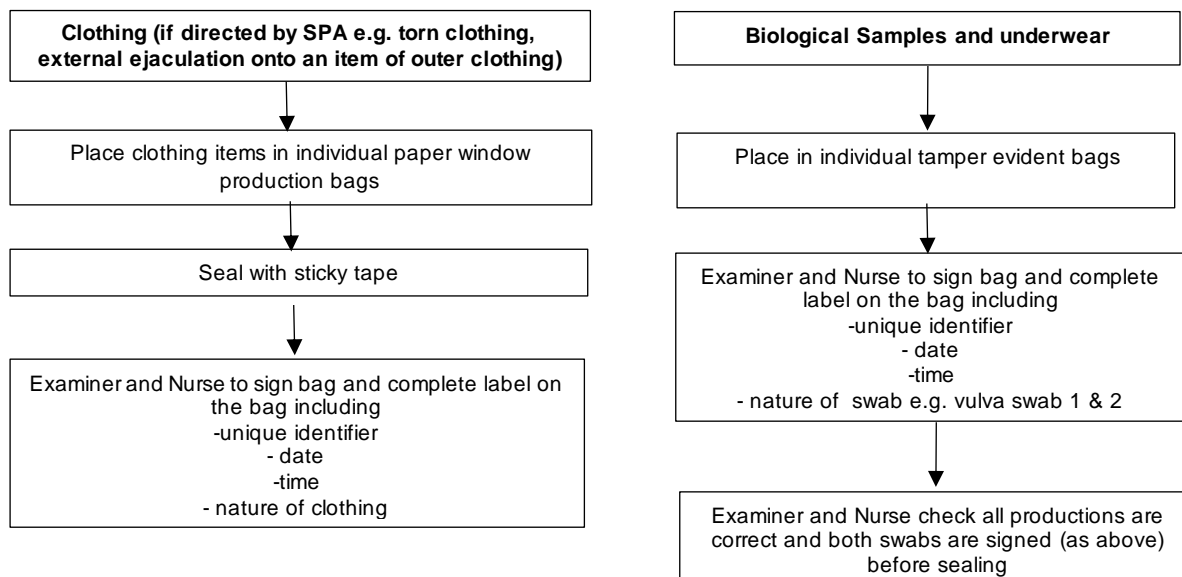 Clothing (if directed by SPA e.g. torn clothing,
external ejaculation onto an item of outer clothing)
Place clothing items in individual paper window
production bags
Seal with sticky tape
Examiner and Nurse to sign bag and complete label on
the bag including
-unique identifier
- date
-time
- nature of clothing
Biological Samples and underwear
Place in individual tamper evident bags
Examiner and Nurse to sign bag and complete
label on the bag including
-unique identifier
- date
-time
- nature of swab e.g. vulva swab 1 & 2
Examiner and Nurse check all productions are
correct and both swabs are signed (as above)
before sealing